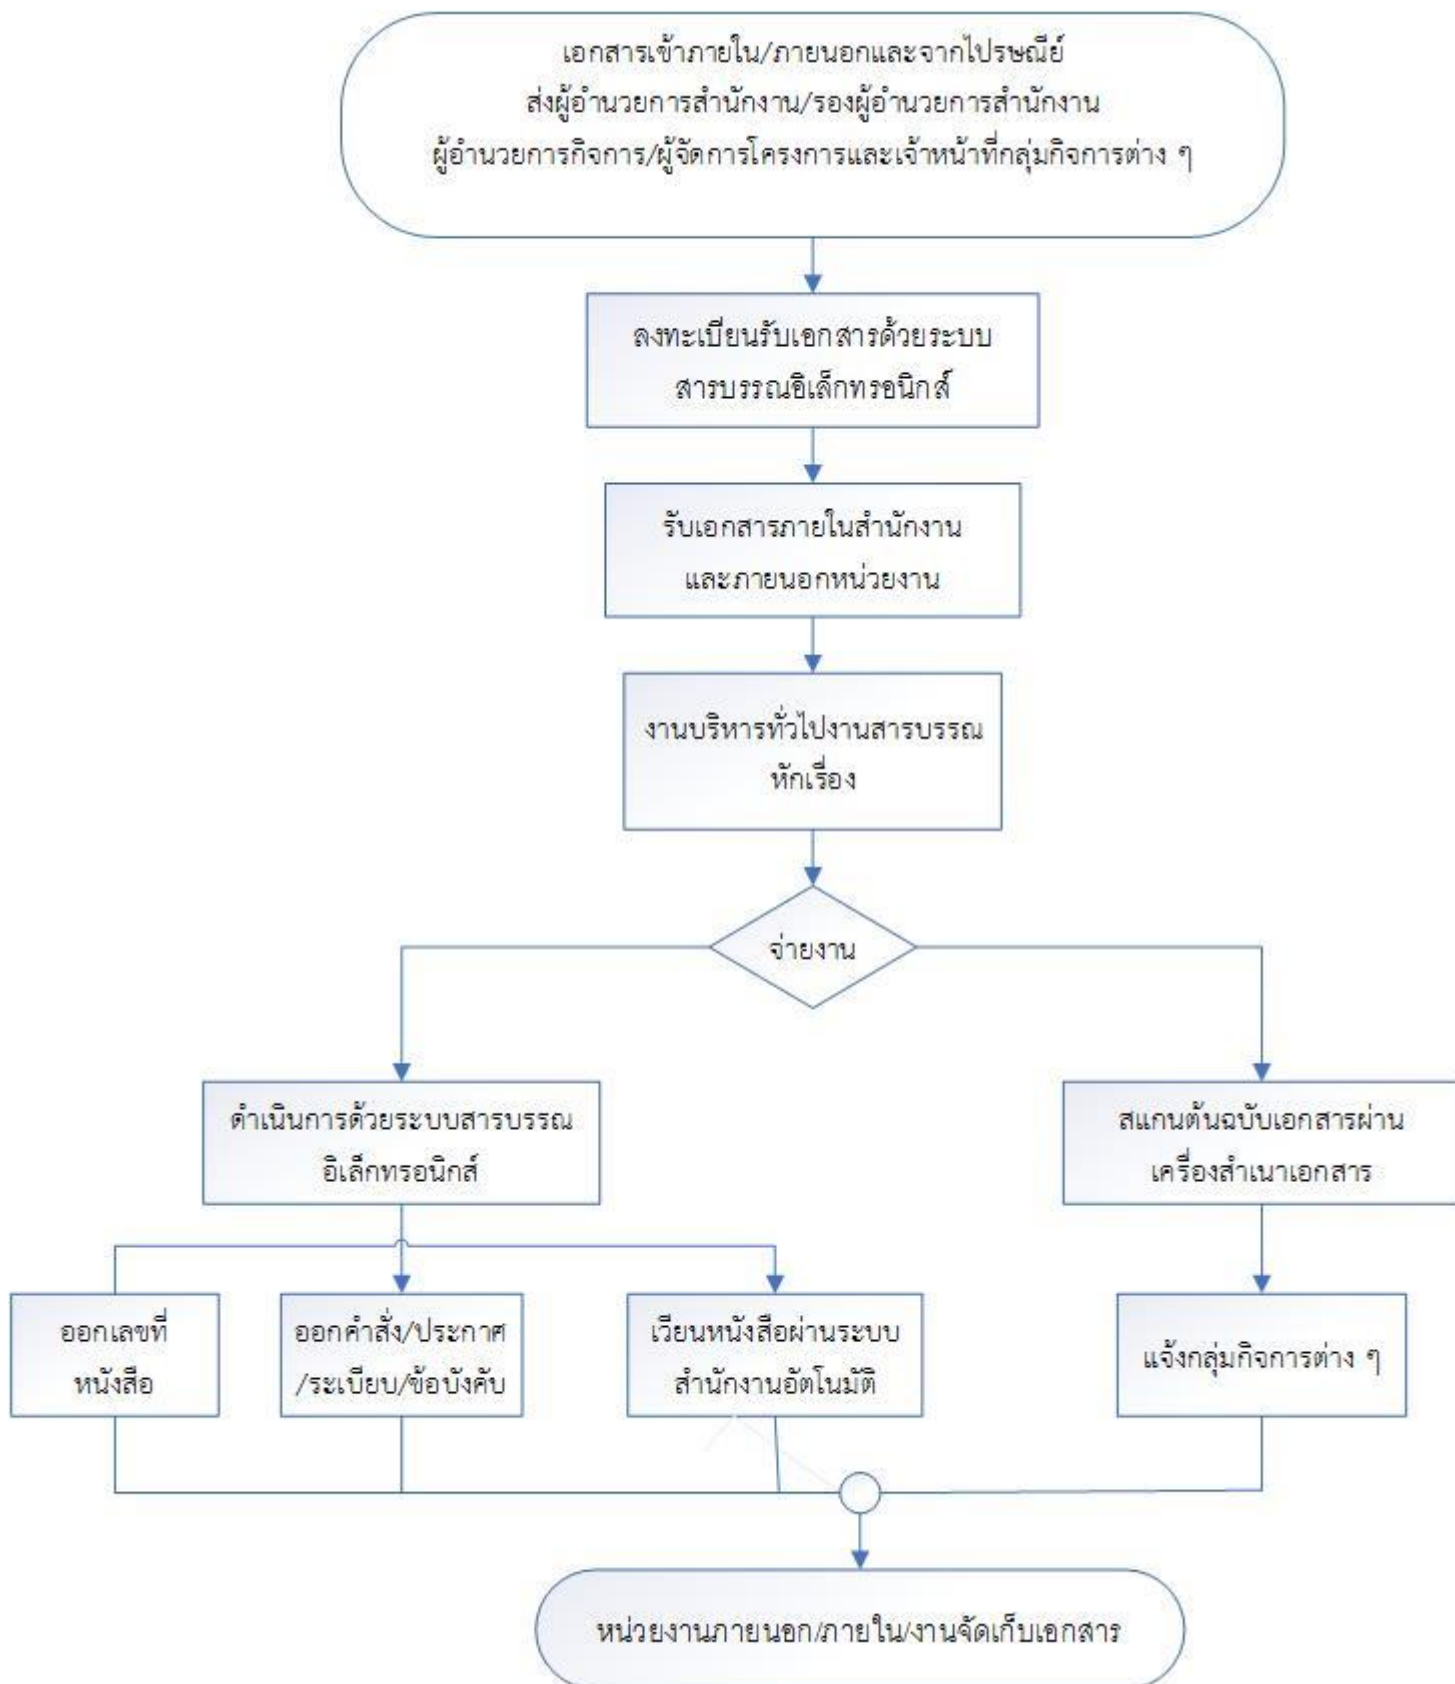 เอกสารเข้าภายใน/ภายนอกและจากไปรษณีย์
ส่งผู้อำนวยการสำนักงาน/รองผู้อำนวยการสำนักงาน
ผู้อำนวยการกิจการ/ผู้จัดการโครงการและเจ้าหน้าที่กลุ่มกิจการต่าง ๆ
ลงทะเบียนรับเอกสารด้วยระบบ
สารบรรณอิเล็กทรอนิกส์
รับเอกสารภายในสำนักงาน
และภายนอกหน่วยงาน
งานบริหารทั่วไปงานสารบรรณ
หักเรื่อง
จ่ายงาน
ดำเนินการด้วยระบบสารบรรณ
อิเล็กทรอนิกส์
สแกนต้นฉบับเอกสารผ่าน
เครื่องสำเนาเอกสาร
ออกเลขที่
หนังสือ
ออกคำสั่ง/ประกาศ
/ระเบียบ/ข้อบังคับ
เวียนหนังสือผ่านระบบ
สำนักงานอัตโนมัติ
แจ้งกลุ่มกิจการต่าง ๆ
หน่วยงานภายนอก/ภายใน/งานจัดเก็บเอกสาร